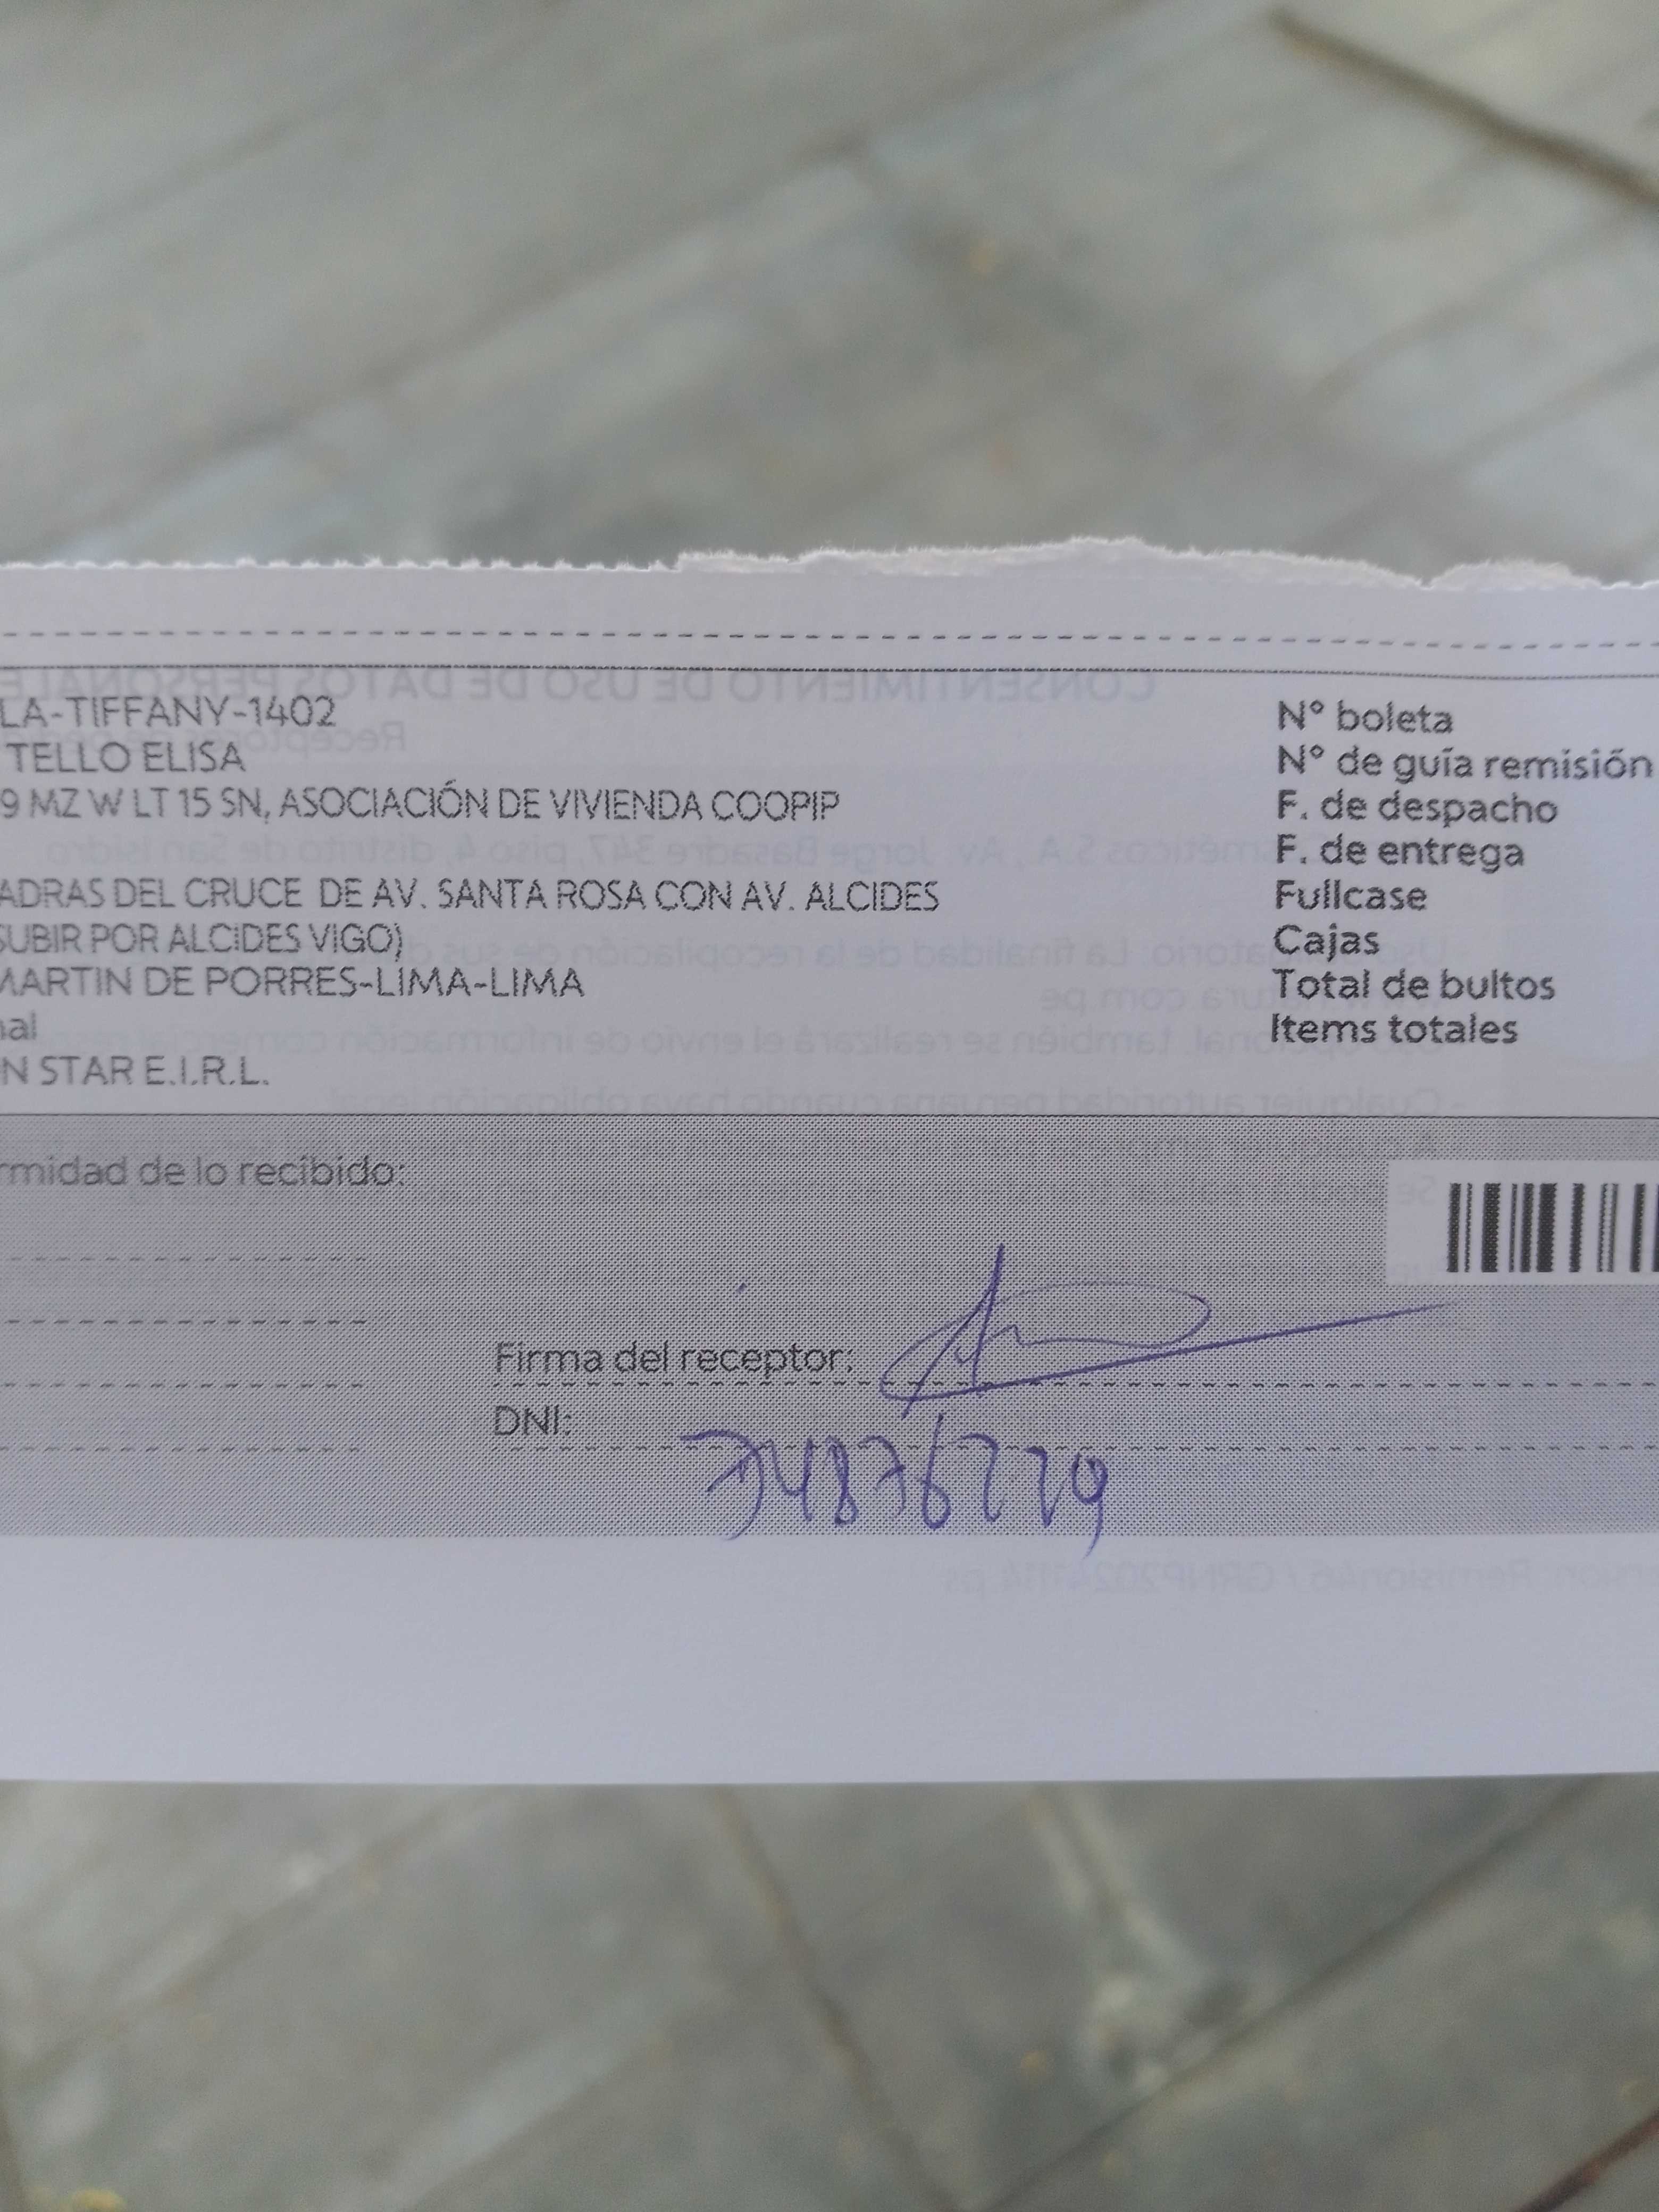 LA-TIFFANY-1402
TELLO ELISA
9 MZ W LT 15 SN, ASOCIACIÓN DE VIVIENDA COOPIP
ADRAS DEL CRUCE DE AV. SANTA ROSA CON AV. ALCIDES
SUBIR POR ALCIDES VIGO)
MARTIN DE PORRES-LIMA-LIMA
nal
N STAR E.I.R.L.
N° boleta
N° de guía remisión
F. de despacho
F. de entrega
Fullcase
Cajas
Total de bultos
Items totales
rmidad de lo recibido:
Firma del receptor:
DNI:
74876229